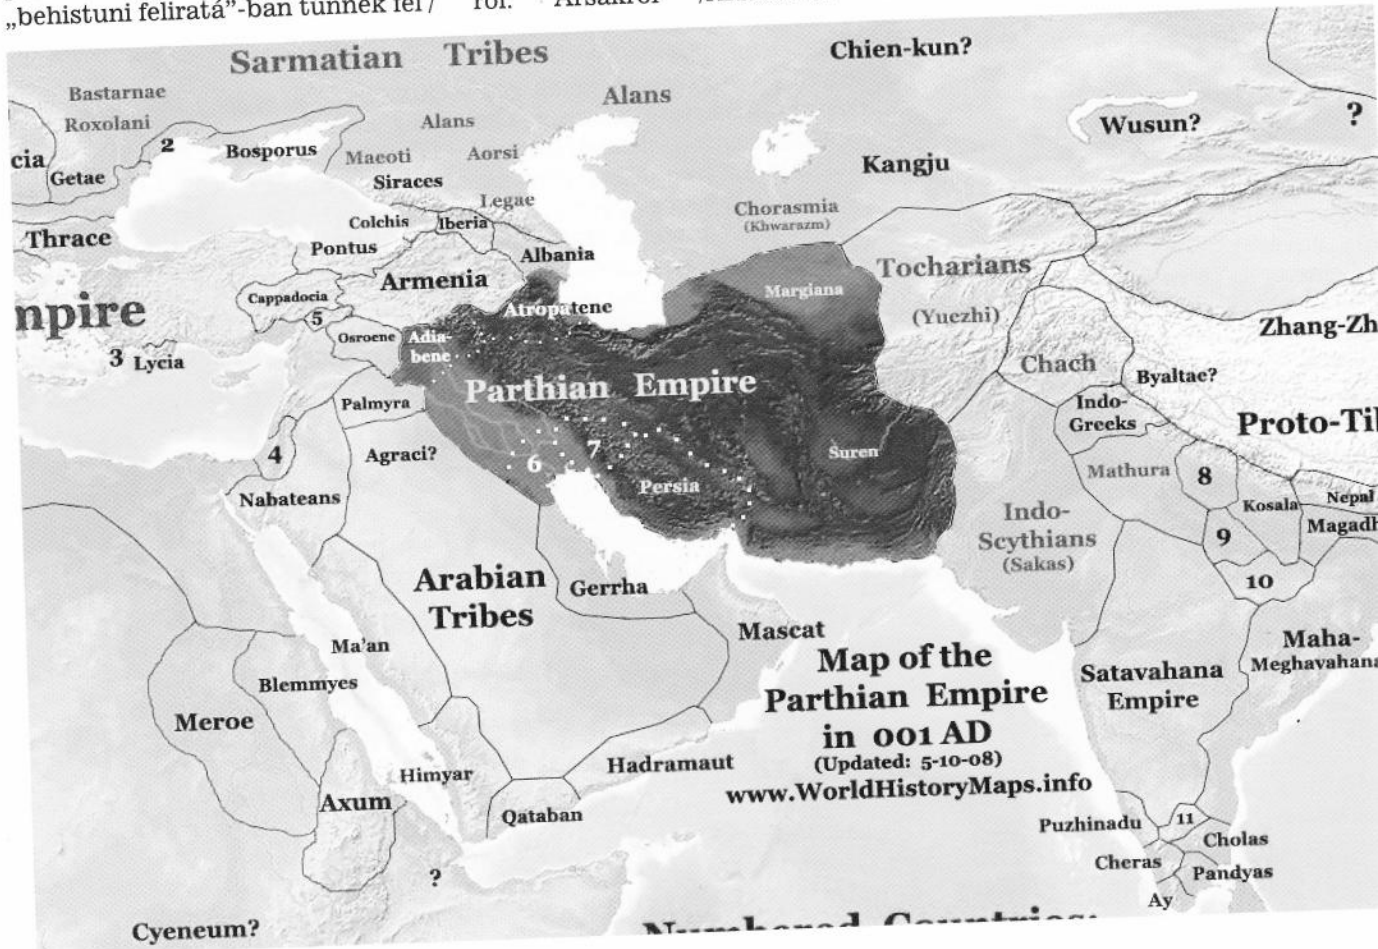 „behistuni feliratá”-ban tűnnek fel /
ról.
Arsakról
Sarmatian Tribes
Chien-kun?
Bastarnae
Roxolani
Alans
Alans
?
Wusun?
2
cia
Bosporus
Getae
Maeoti
Aorsi
Siraces
Kangju
Legae
Chorasmia
(Khwarazm)
Colchis
Iberia
Thrace
Pontus
Albania
Armenia
Tocharians
Cappadocia
Margiana
mpire
5
Atropatene
(Yuezhi)
Zhang-Zh
Osroene
Adia-
bene
3
Lycia
Chach
Byaltae?
Parthian Empire
Palmyra
Indo-
Greeks
Proto-Ti
4
Agraci?
6
7
Suren
Mathura
8
Persia
Nabateans
Kosala
Nepal
Indo-
Scythians
(Sakas)
Magadh
9
Arabian
Tribes
Gerrha
10
Mascat
Ma'an
Maha-
Meghavahana
Blemmyes
Satavahana
Empire
Meroe
Map of the
Parthian Empire
in 001 AD
(Updated: 5-10-08)
www.WorldHistoryMaps.info
Himyar
Hadramaut
Axum
Qataban
Puzhinadu
11
Cholas
Cheras
Pandyas
?
Ay
Cyeneum?
Numbered Countries: